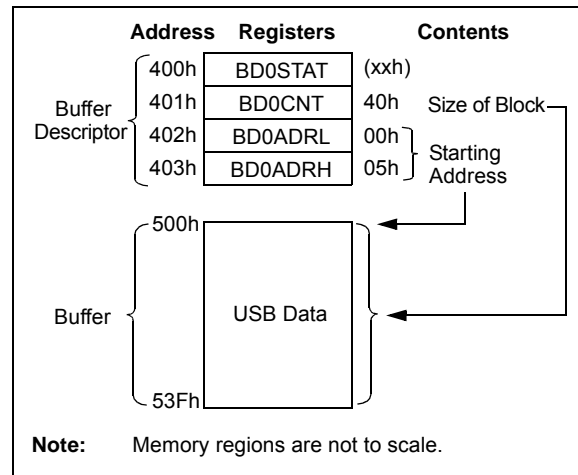 Address Registers Contents
400h BD0STAT (xxh)
401h BD0CNT 40h Size of Block
Buffer
Descriptor
402h BD0ADRL 00h
403h BD0ADRH 05h
Starting
Address
500h
Buffer USB Data
53Fh
Note: Memory regions are not to scale.